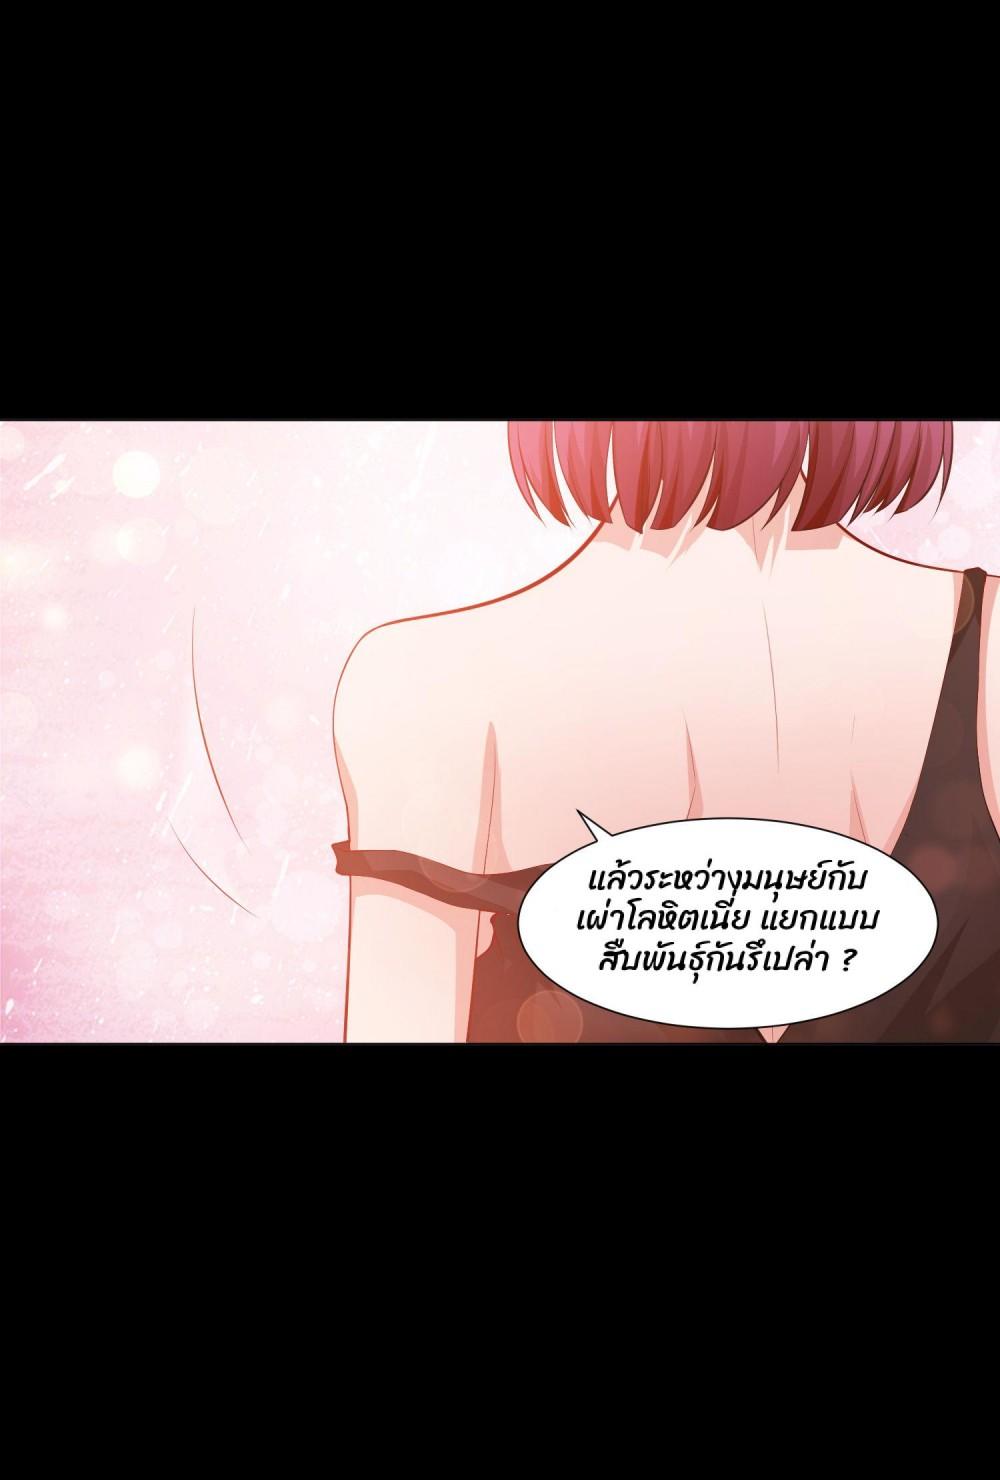 แล้วระหว่างมนุษย์กับ
เผ่าโลหิตเนี่ย แยกแบบ
สืบพันธุ์กันรึเปล่า ?